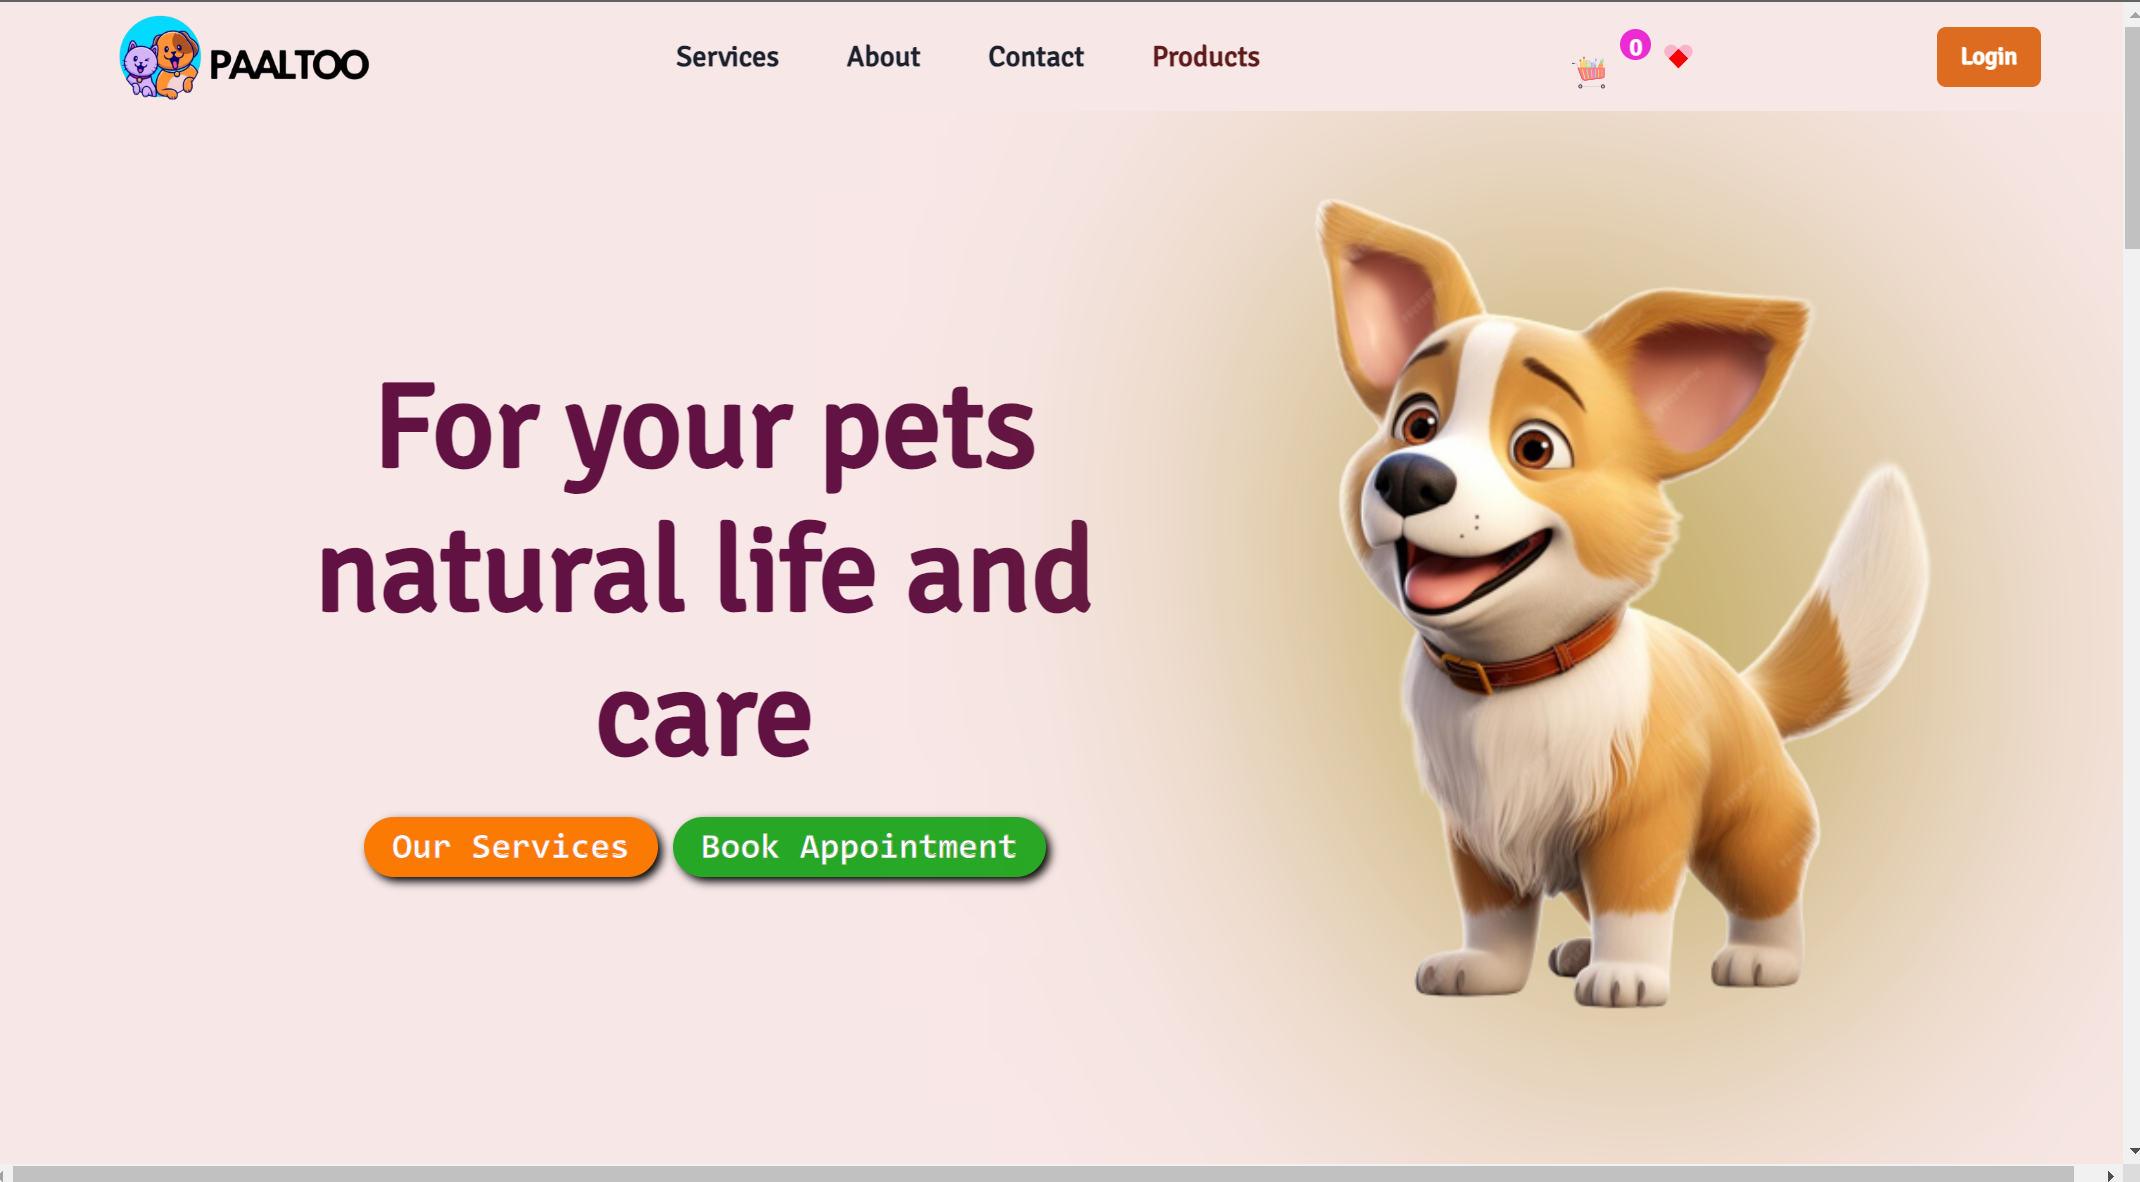 PAALTOO
Services
About
Contact
Products
0
Login
For your pets
natural life and
care
Our Services
Book Appointment